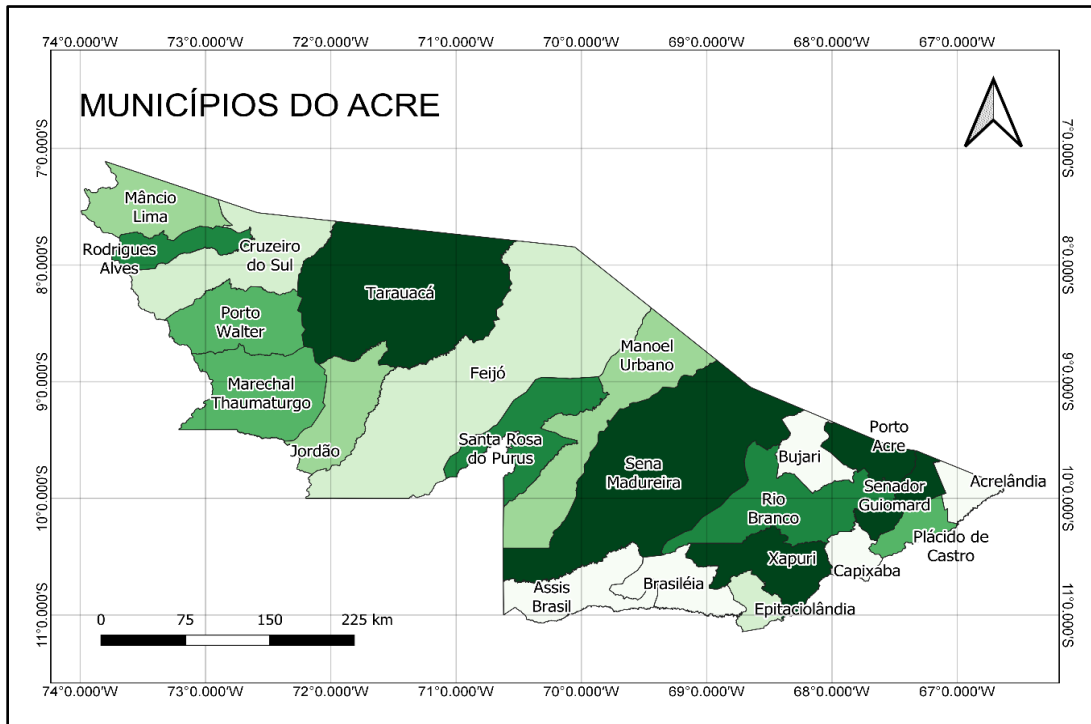 74°0.000'W 73°0.000'W 72°0.000'W 71°0.000'W 70°0.000'W 69°0.000'W 68°0.000'W 67°0.000'W
MUNICÍPIOS DO ACRE
7°0.000'S
7°0.000'S
Mâncio
Lima
Rodrigues
Alves
Cruzeiro
do Sul
8°0.000'S
8°0.000'S
Tarauacá
Porto
Walter
Manoel
Urbano
Feijó
9°0.000'S
9°0.000'S
Marechal
Thaumaturgo
Jordão
Santa Rosa
do Purus
Sena
Madureira
Bujari
Porto
Acre
Acrelândia
Senador
Guiomard
10°0.000'S
10°0.000'S
Rio
Branco
Plácido de
Castro
Xapuri
Capixaba
Assis
Brasil
Brasiléia
Epitaciolândia
11°0.000'S
11°0.000'S
0 75 150 225 km
74°0.000'W 73°0.000'W 72°0.000'W 71°0.000'W 70°0.000'W 69°0.000'W 68°0.000'W 67°0.000'W